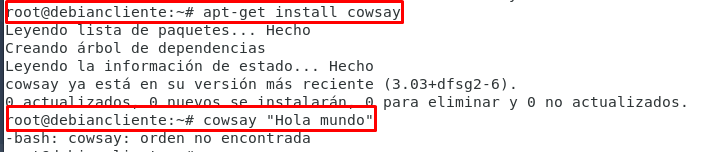 root@debiancliente:~# apt-get install cowsay
Leyendo lista de paquetes... Hecho
Creando árbol de dependencias
Leyendo la información de estado... Hecho
cowsay ya está en su versión más reciente (3.03+dfsg2-6).
0 actualizados, 0 nuevos se instalarán, 0 para eliminar y 0 no actualizados.
root@debiancliente:~# cowsay "Hola mundo"
-bash: cowsay: orden no encontrada